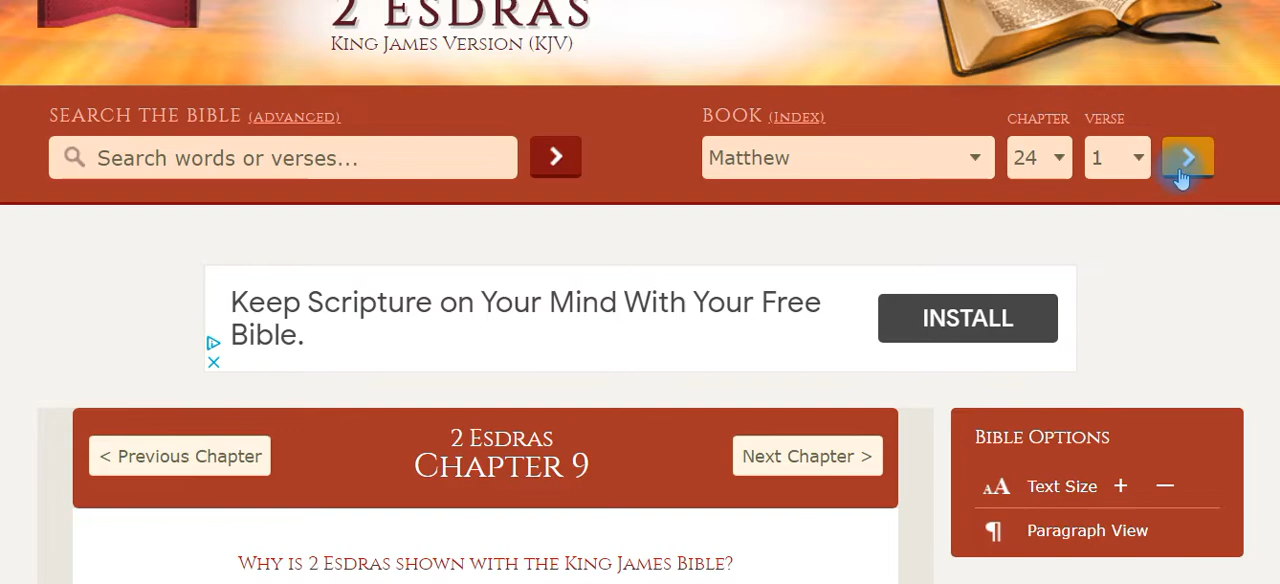 2 ESDRAS
KING JAMES VERSION (KJV)
SEARCH THE BIBLE (ADVANCED)
BOOK (INDEX)
CHAPTER
VERSE
Search words or verses...
Matthew
24
1
Keep Scripture on Your Mind With Your Free
Bible.
INSTALL
< Previous Chapter
2 ESDRAS
CHAPTER 9
Next Chapter >
BIBLE OPTIONS
AA Text Size + −
¶ Paragraph View
WHY IS 2 ESDRAS SHOWN WITH THE KING JAMES BIBLE?